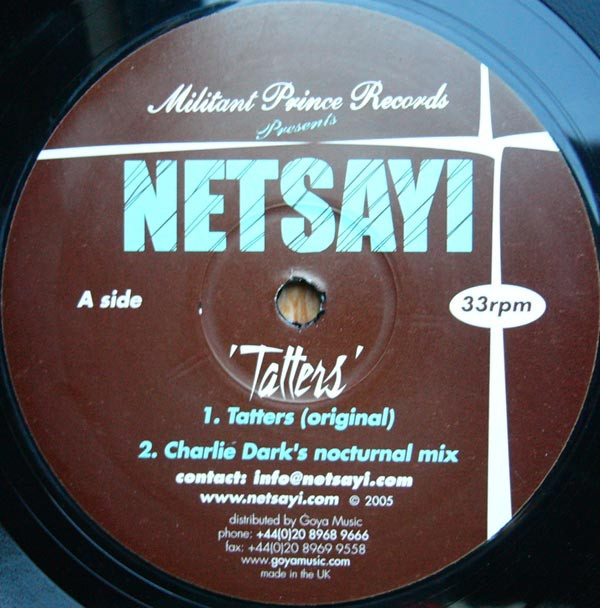 Militant Prince Records
Presents
NETSAYI
A side
33rpm
'Tatters'
1. Tatters (original)
2. Charlie Dark's nocturnal mix
contact: info@netsayi.com
www.netsayi.com © 2005
distributed by Goya Music
phone: +44(0)20 8968 9666
fax: +44(0)20 8969 9558
www.goyamusic.com
made in the UK